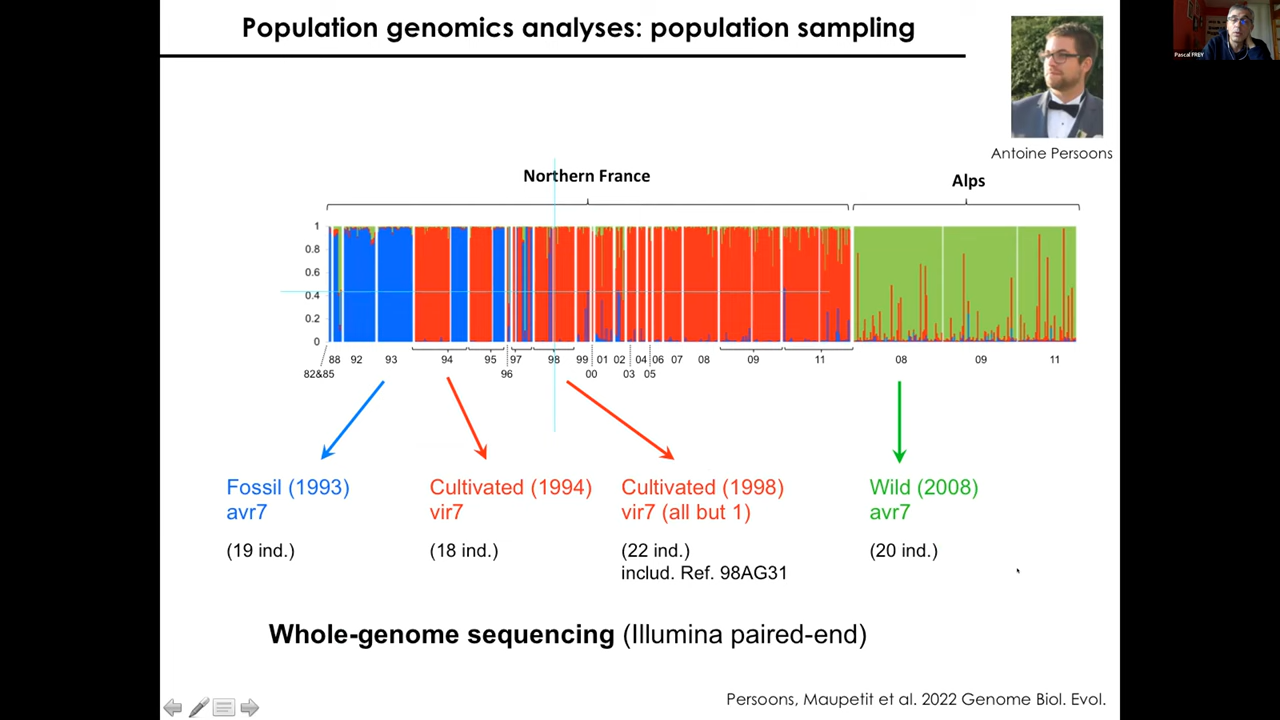 Population genomics analyses: population sampling
Pascal FREY
Antoine Persoons
Northern France
Alps
1
0.8
0.6
0.4
0.2
0
88 92 93 94 95 97 98 99 01 02 04 06 07 08 09 11 08 09 11
82&85 96 00 03 05
Fossil (1993) Cultivated (1994) Cultivated (1998) Wild (2008)
avr7 vir7 vir7 (all but 1) avr7
(19 ind.) (18 ind.) (22 ind.) (20 ind.)
includ. Ref. 98AG31
Whole-genome sequencing (Illumina paired-end)
Persoons, Maupetit et al. 2022 Genome Biol. Evol.